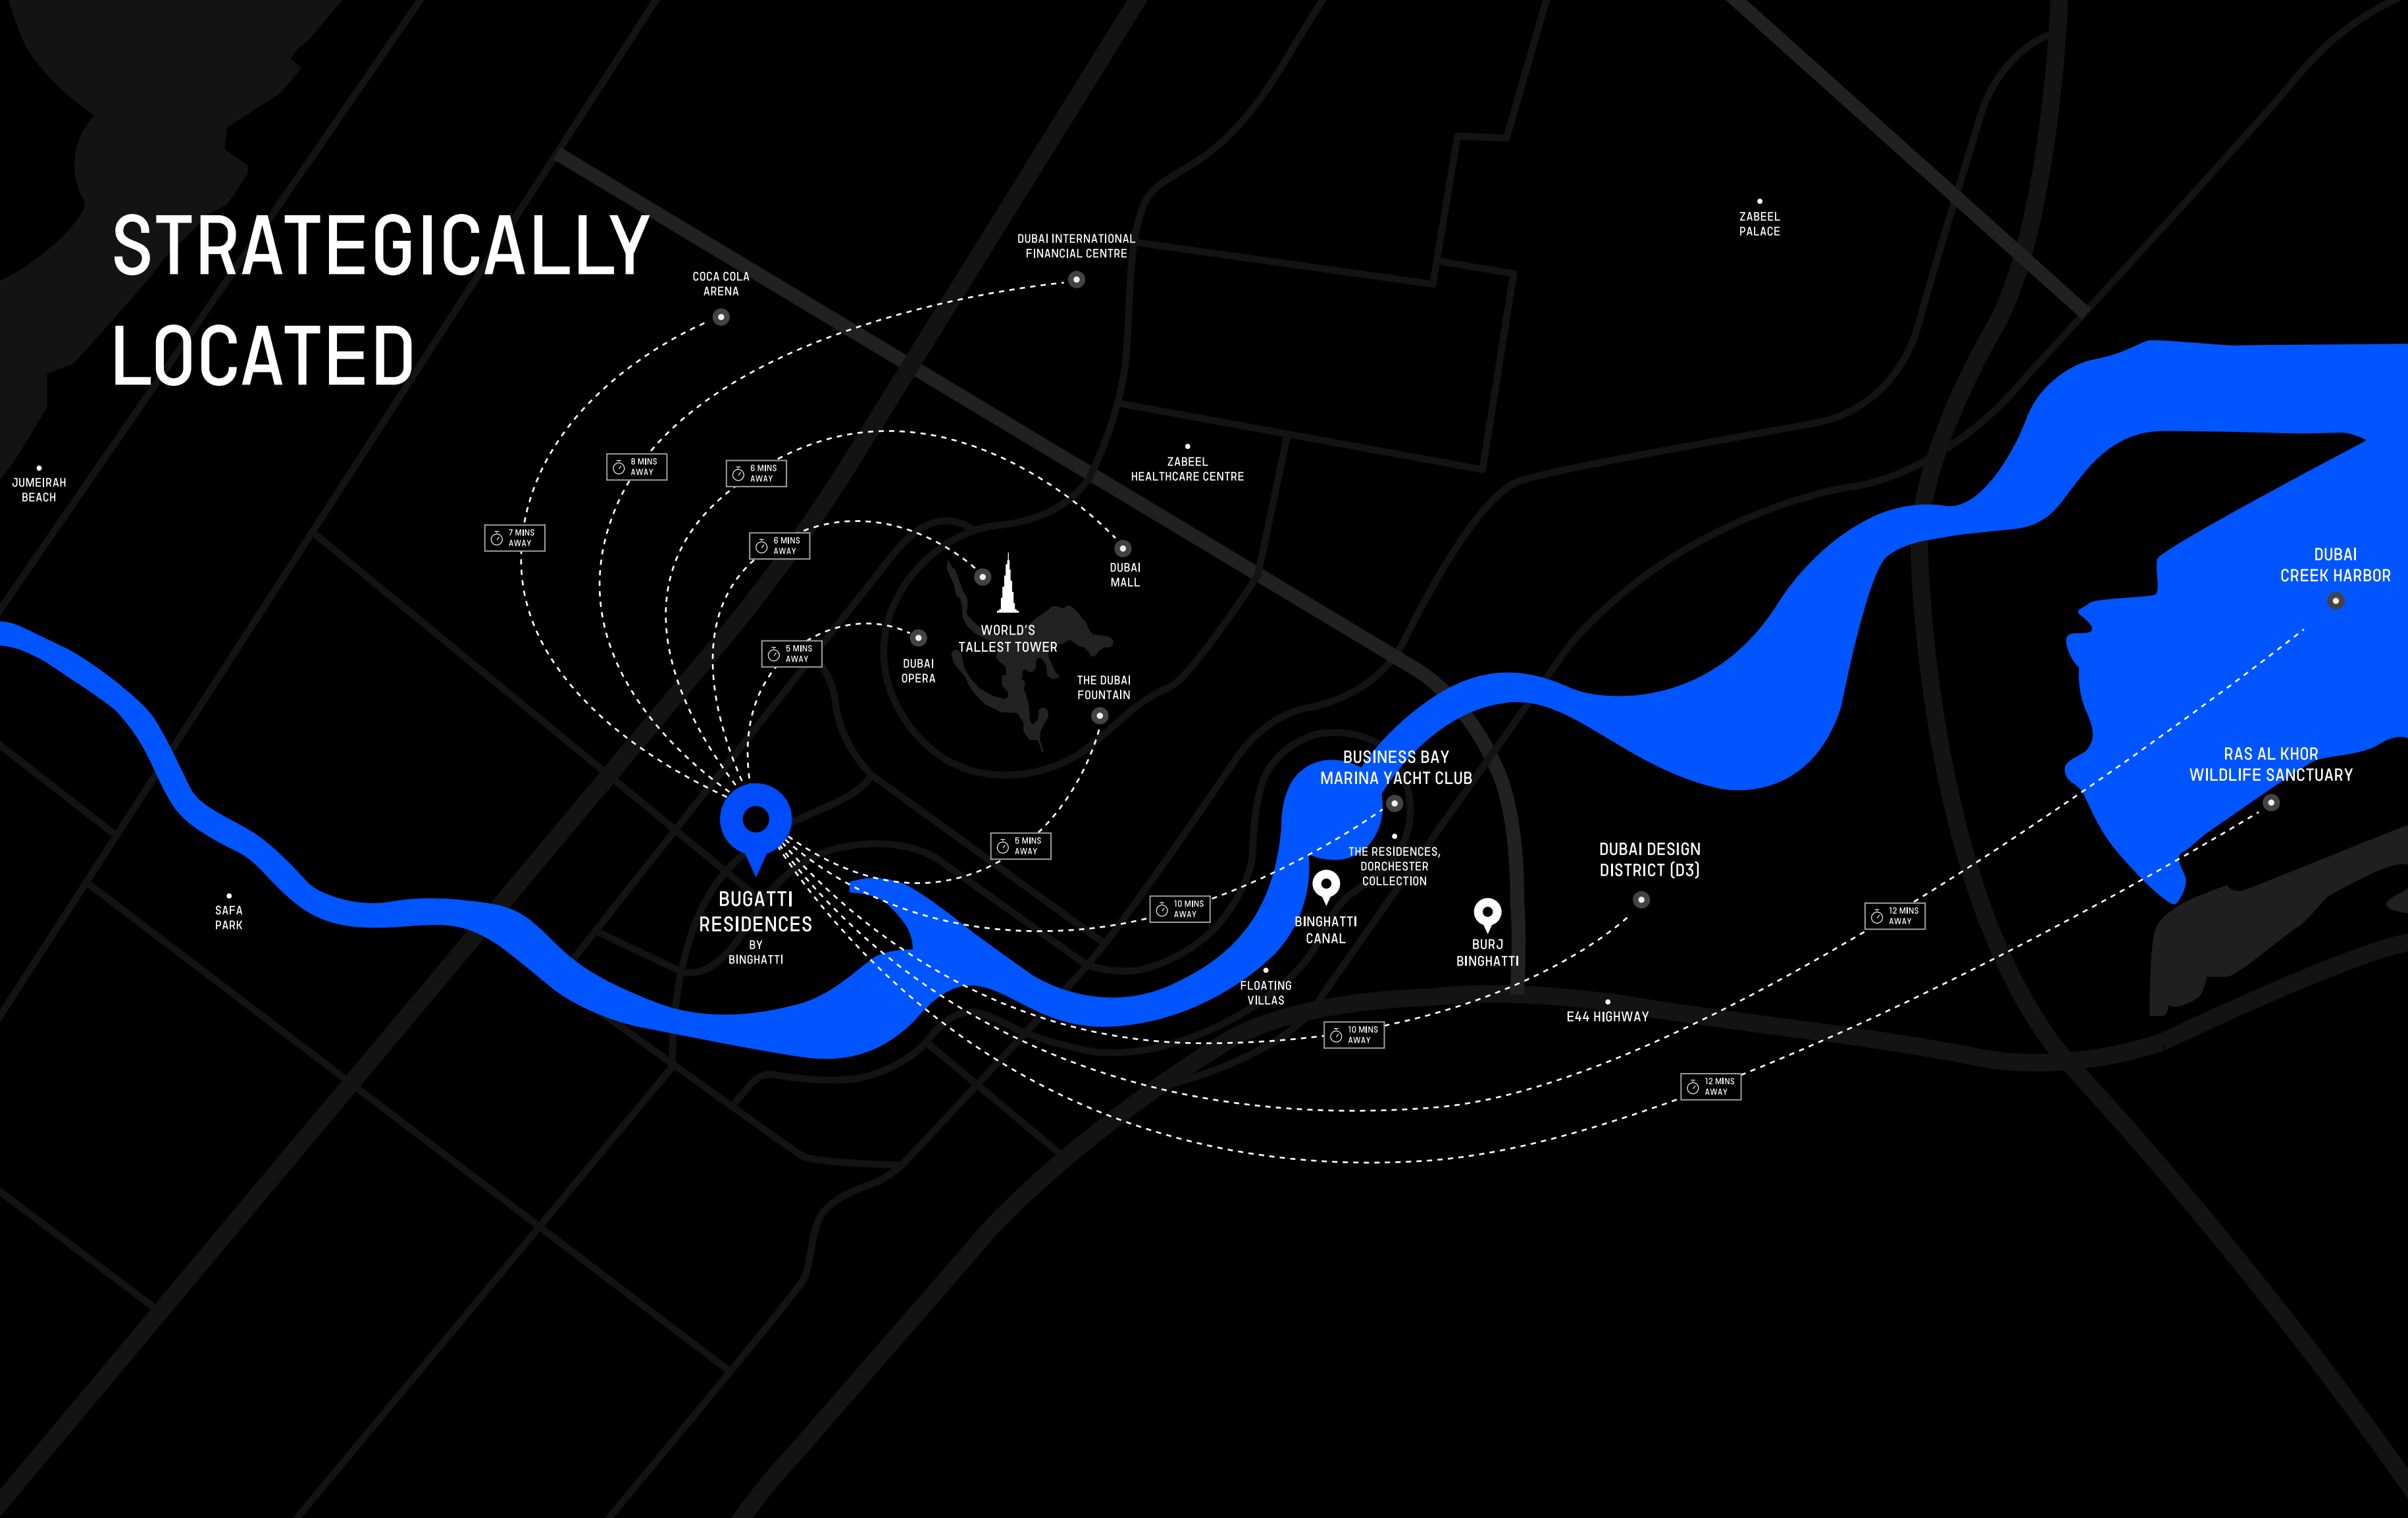 STRATEGICALLY
LOCATED
COCA COLA
ARENA
DUBAI INTERNATIONAL
FINANCIAL CENTRE
ZABEEL
PALACE
JUMEIRAH
BEACH
8 MINS
AWAY
6 MINS
AWAY
ZABEEL
HEALTHCARE CENTRE
7 MINS
AWAY
6 MINS
AWAY
DUBAI
MALL
DUBAI
CREEK HARBOR
WORLD'S
TALLEST TOWER
5 MINS
AWAY
DUBAI
OPERA
THE DUBAI
FOUNTAIN
BUSINESS BAY
MARINA YACHT CLUB
RAS AL KHOR
WILDLIFE SANCTUARY
5 MINS
AWAY
THE RESIDENCES,
DORCHESTER
COLLECTION
DUBAI DESIGN
DISTRICT (D3)
SAFA
PARK
BUGATTI
RESIDENCES
BY
BINGHATTI
10 MINS
AWAY
BINGHATTI
CANAL
BURJ
BINGHATTI
12 MINS
AWAY
FLOATING
VILLAS
E44 HIGHWAY
10 MINS
AWAY
12 MINS
AWAY